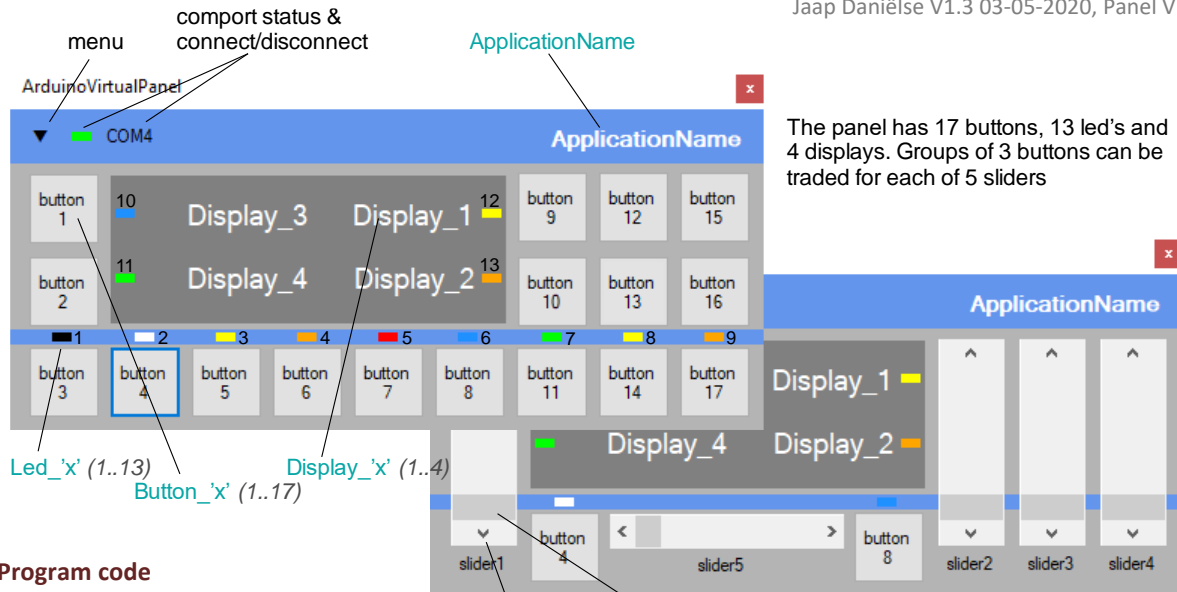 Jaap Daniëlse V1.3 03-05-2020, Panel V
comport status &
connect/disconnect
menu
ApplicationName
ArduinoVirtualPanel
x
COM4
ApplicationName
The panel has 17 buttons, 13 led's and
4 displays. Groups of 3 buttons can be
traded for each of 5 sliders
button
1
10
Display_3
Display_1
12
button
9
button
12
button
15
button
2
11
Display_4
Display_2
13
button
10
button
13
button
16
1
2
3
4
5
6
7
8
9
button
3
button
4
button
5
button
6
button
7
button
8
button
11
button
14
button
17
x
ApplicationName
Display_1
Display_4
Display_2
button
4
button
8
slider1
slider5
slider2
slider3
slider4
Led_'x' (1..13)
Button_'x' (1..17)
Display_'x' (1..4)
Program code